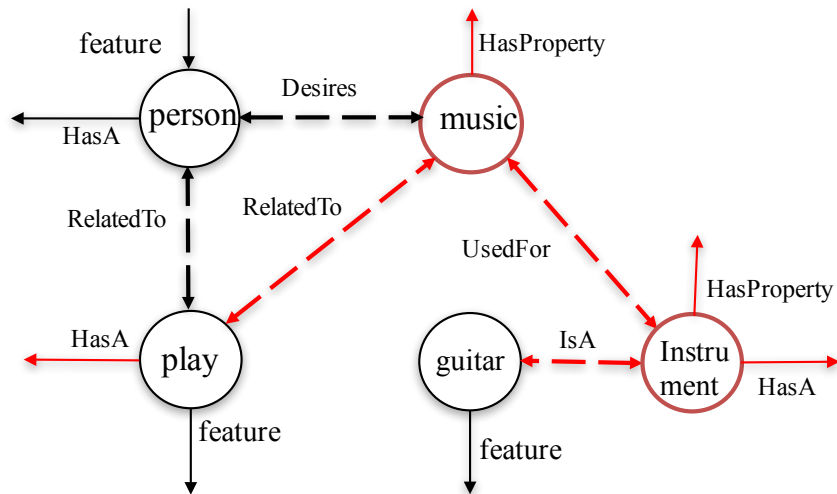 feature
HasProperty
Desires
person
music
HasA
RelatedTo
RelatedTo
UsedFor
HasProperty
HasA
play
guitar
IsA
Instru
ment
HasA
feature
feature